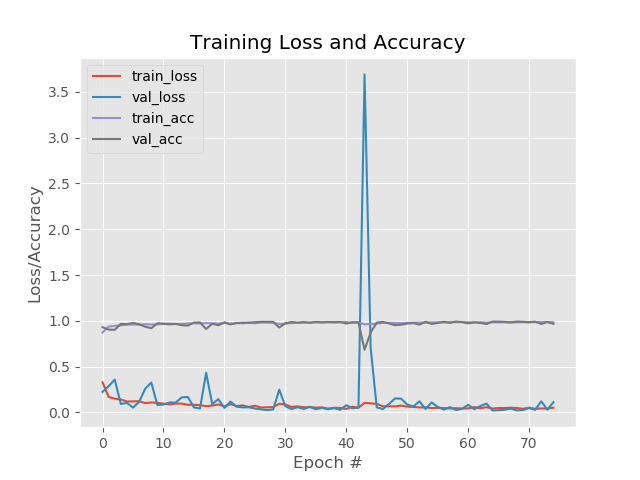 Training Loss and Accuracy
train_loss
val_loss
train_acc
val_acc
Loss/Accuracy
3.5
3.0
2.5
2.0
1.5
1.0
0.5
0.0
0 10 20 30 40 50 60 70
Epoch #